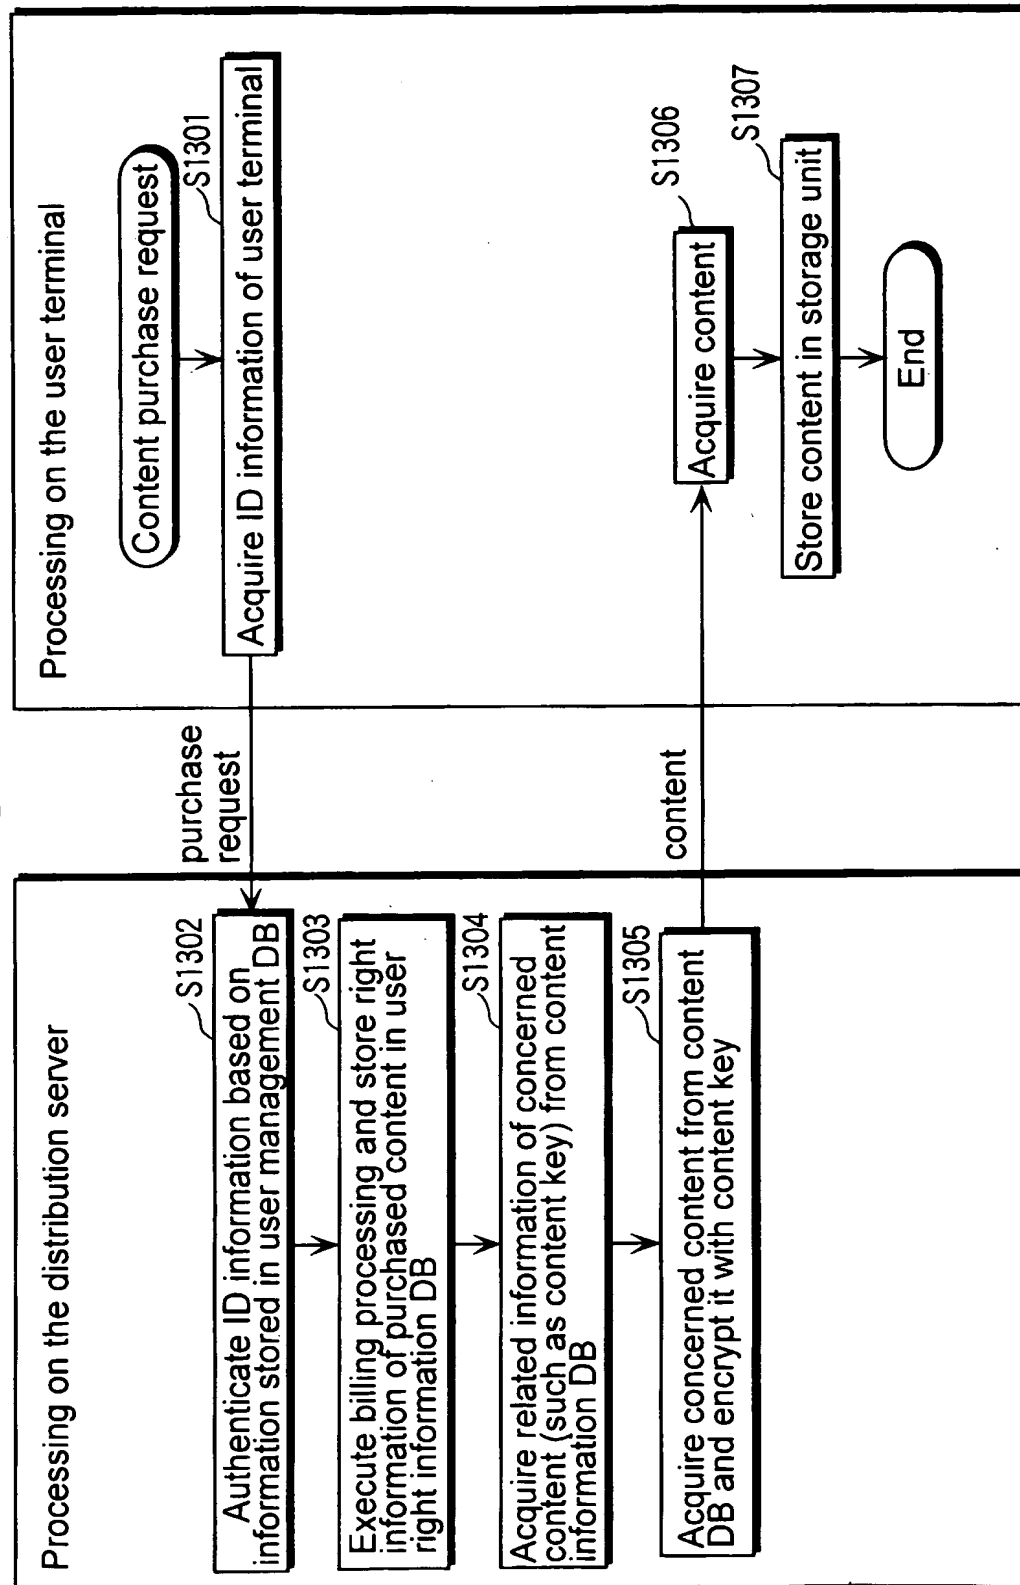 Processing on the distribution server
S1302
Authenticate ID information based on
information stored in user management DB
S1303
Execute billing processing and store right
information of purchased content in user
right information DB
S1304
Acquire related information of concerned
content (such as content key) from content
information DB
S1305
Acquire concerned content from content
DB and encrypt it with content key
purchase
request
content
Processing on the user terminal
Content purchase request
S1301
Acquire ID information of user terminal
S1306
Acquire content
S1307
Store content in storage unit
End